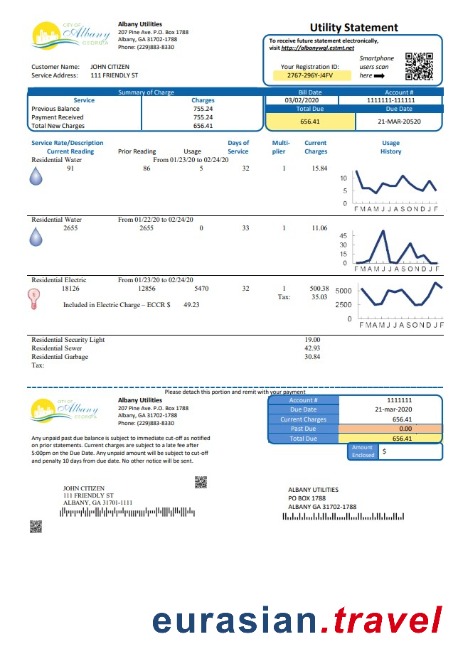 CITY OF
Albany
GEORGIA
Albany Utilities
207 Pine Ave. P.O. Box 1788
Albany, GA 31702-1788
Phone: (229)883-8330
Utility Statement
To receive future statement electronically,
visit http://albanywgl.estmt.net
Customer Name: JOHN CITIZEN
Service Address: 111 FRIENDLY ST
Your Registration ID:
2767-296Y-J4FV
Smartphone
users scan
here
Summary of Charge
Service Charges
Previous Balance 755.24
Payment Received 755.24
Total New Charges 656.41
Bill Date Account #
03/02/2020 1111111-111111
Total Due Due Date
656.41 21-MAR-20520
Service Rate/Description Days of Multi- Current Usage
Current Reading Prior Reading Usage Service plier Charges History
Residential Water From 01/23/20 to 02/24/20
91 86 5 32 1 15.84
10
5
0
F M A M J J A S O N D J F
Residential Water From 01/22/20 to 02/24/20
2655 2655 0 33 1 11.06
45
30
15
0
F M A M J J A S O N D J F
Residential Electric From 01/23/20 to 02/24/20
18126 12856 5470 32 1 500.38
Tax: 35.03
Included in Electric Charge – ECCR $ 49.23
5000
2500
F M A M J J A S O N D J F
Residential Security Light 19.00
Residential Sewer 42.93
Residential Garbage 30.84
Tax:
Please detach this portion and remit with your payment
CITY OF
Albany
GEORGIA
Albany Utilities
207 Pine Ave. P.O. Box 1788
Albany, GA 31702-1788
Phone: (229)883-8330
Account # 1111111
Due Date 21-mar-2020
Current Charges 656.41
Past Due 0.00
Total Due 656.41
Amount
Enclosed $
Any unpaid past due balance is subject to immediate cut-off as notified
on prior statements. Current charges are subject to a late fee after
5:00pm on the Due Date. Any unpaid amount will be subject to cut-off
and penalty 10 days from due date. No other notice will be sent.
JOHN CITIZEN
111 FRIENDLY ST
ALBANY, GA 31701-1111
ALBANY UTILITIES
PO BOX 1788
ALBANY GA 31702-1788
eurasian.travel